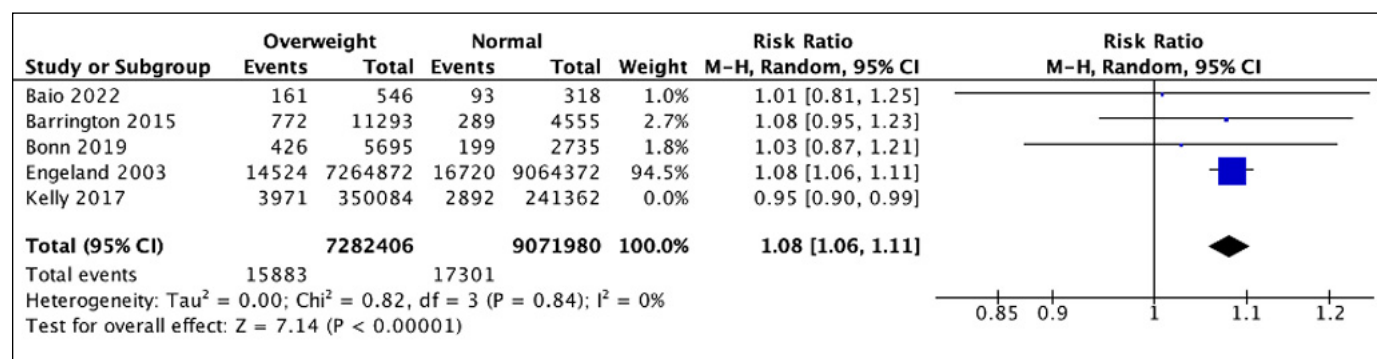 Overweight Normal Risk Ratio Risk Ratio
Study or Subgroup Events Total Events Total Weight M-H, Random, 95% CI M-H, Random, 95% CI
Baio 2022 161 546 93 318 1.0% 1.01 [0.81, 1.25]
Barrington 2015 772 11293 289 4555 2.7% 1.08 [0.95, 1.23]
Bonn 2019 426 5695 199 2735 1.8% 1.03 [0.87, 1.21]
Engeland 2003 14524 7264872 16720 9064372 94.5% 1.08 [1.06, 1.11]
Kelly 2017 3971 350084 2892 241362 0.0% 0.95 [0.90, 0.99]
Total (95% CI) 7282406 9071980 100.0% 1.08 [1.06, 1.11]
Total events 15883 17301
Heterogeneity: Tau² = 0.00; Chi² = 0.82, df = 3 (P = 0.84); I² = 0%
Test for overall effect: Z = 7.14 (P < 0.00001)
0.85 0.9 1 1.1 1.2